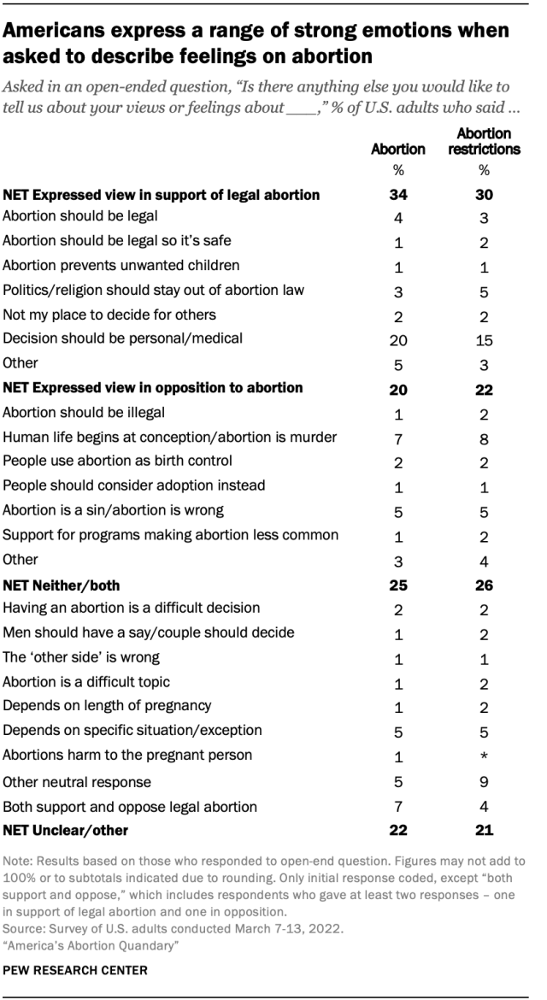 Americans express a range of strong emotions when
asked to describe feelings on abortion
Asked in an open-ended question, “Is there anything else you would like to
tell us about your views or feelings about ___,” % of U.S. adults who said ...
Abortion Abortion restrictions
% %
NET Expressed view in support of legal abortion 34 30
Abortion should be legal 4 3
Abortion should be legal so it’s safe 1 2
Abortion prevents unwanted children 1 1
Politics/religion should stay out of abortion law 3 5
Not my place to decide for others 2 2
Decision should be personal/medical 20 15
Other 5 3
NET Expressed view in opposition to abortion 20 22
Abortion should be illegal 1 2
Human life begins at conception/abortion is murder 7 8
People use abortion as birth control 2 2
People should consider adoption instead 1 1
Abortion is a sin/abortion is wrong 5 5
Support for programs making abortion less common 1 2
Other 3 4
NET Neither/both 25 26
Having an abortion is a difficult decision 2 2
Men should have a say/couple should decide 1 2
The ‘other side’ is wrong 1 1
Abortion is a difficult topic 1 2
Depends on length of pregnancy 1 2
Depends on specific situation/exception 5 5
Abortions harm to the pregnant person 1 *
Other neutral response 5 9
Both support and oppose legal abortion 7 4
NET Unclear/other 22 21
Note: Results based on those who responded to open-end question. Figures may not add to
100% or to subtotals indicated due to rounding. Only initial response coded, except “both
support and oppose,” which includes respondents who gave at least two responses – one
in support of legal abortion and one in opposition.
Source: Survey of U.S. adults conducted March 7-13, 2022.
“America’s Abortion Quandary”
PEW RESEARCH CENTER